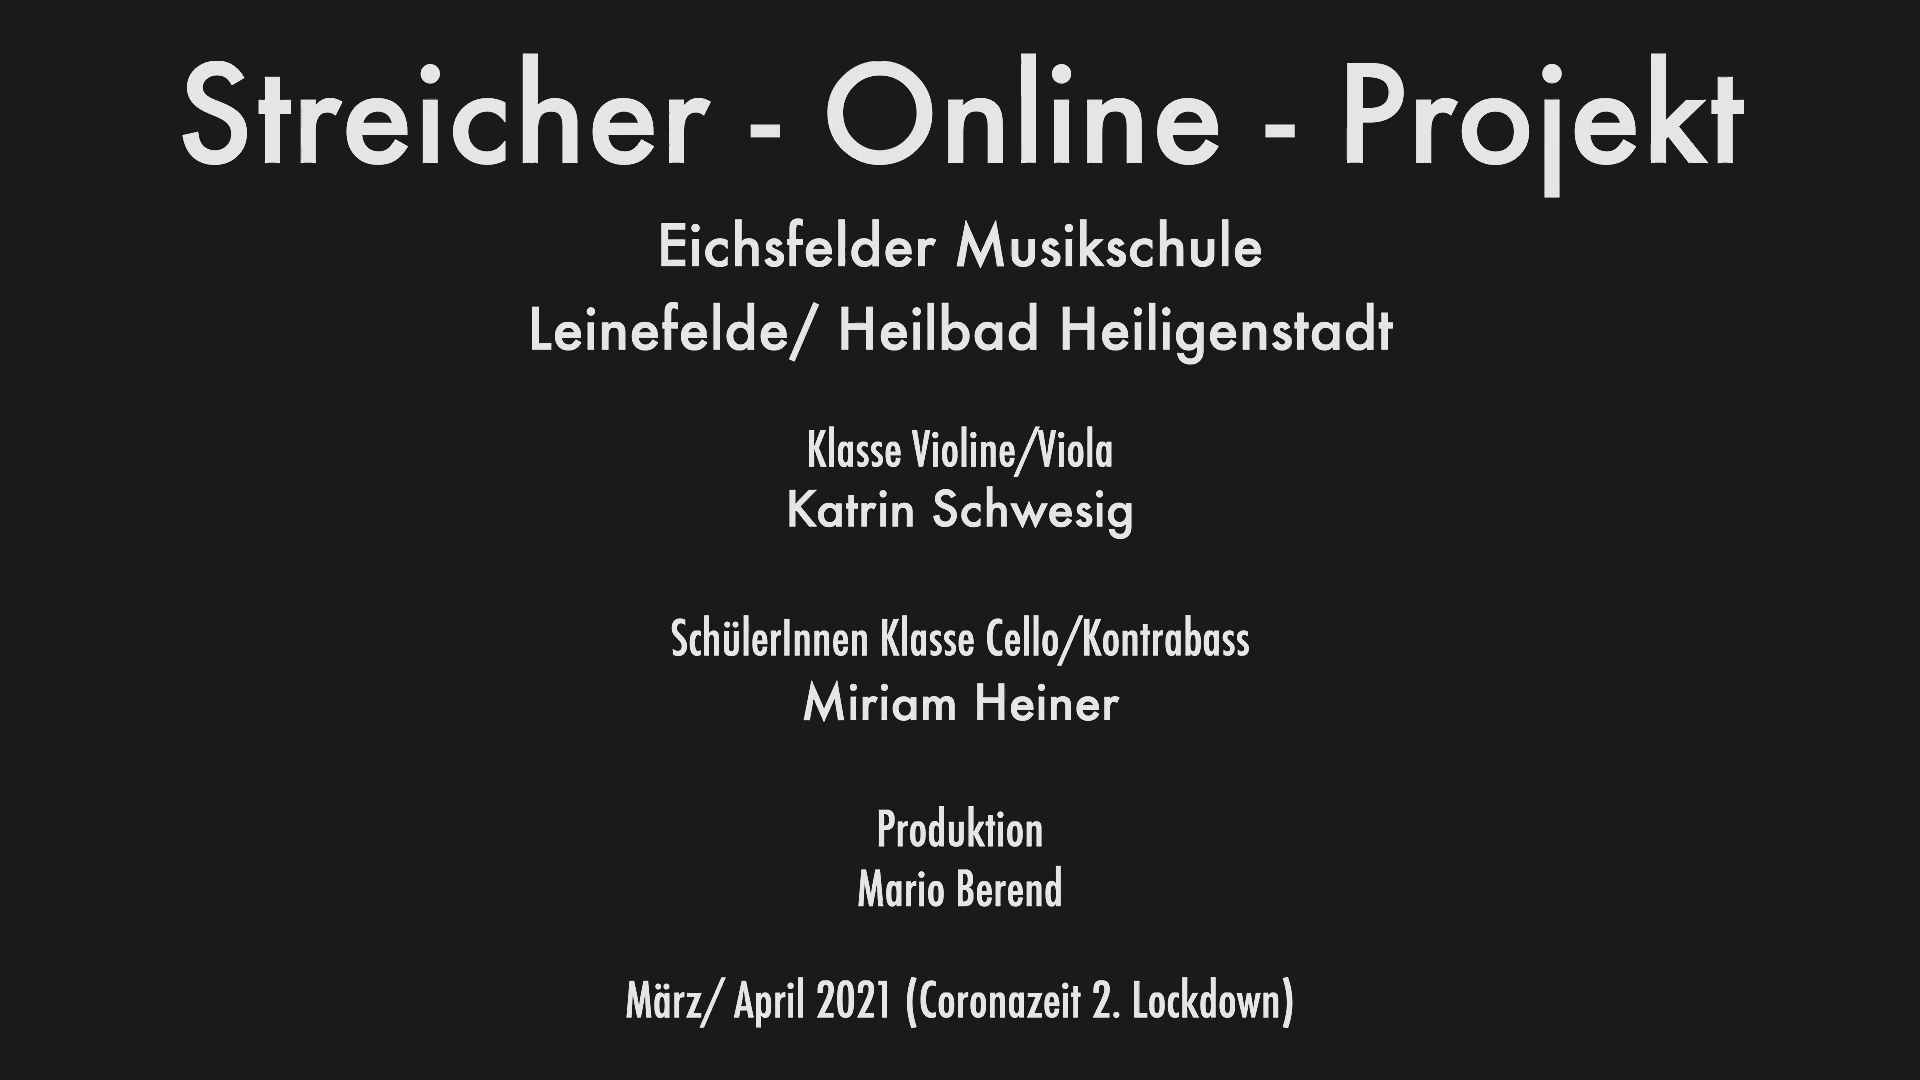 Streicher - Online - Projekt
Eichsfelder Musikschule
Leinefelde/ Heilbad Heiligenstadt
Klasse Violine/Viola
Katrin Schwesig
SchülerInnen Klasse Cello/Kontrabass
Miriam Heiner
Produktion
Mario Berend
März/ April 2021 (Coronazeit 2. Lockdown)